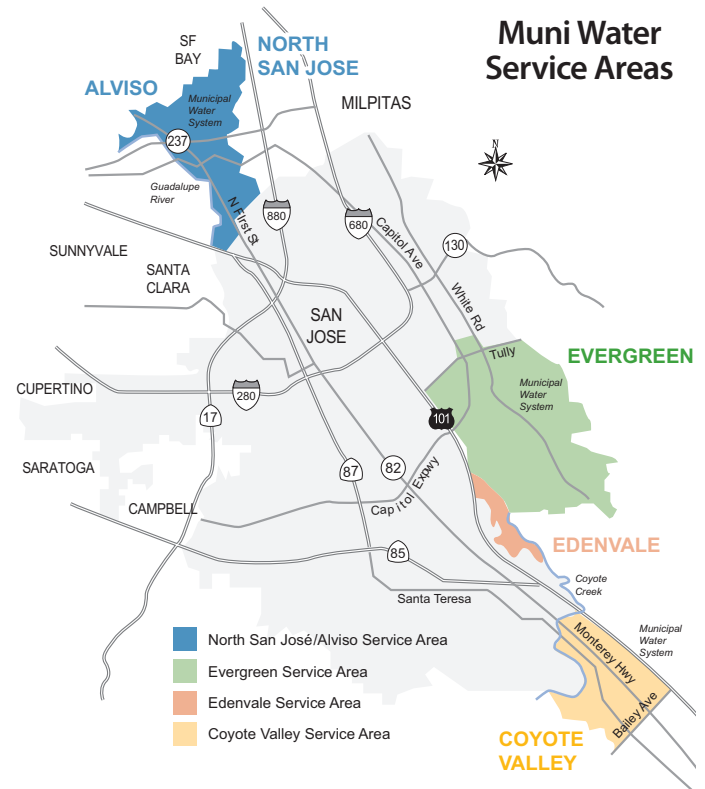 Muni Water
Service Areas
SF
BAY
NORTH
SAN JOSE
ALVISO
Municipal
Water
System
MILPITAS
237
N
Guadalupe
River
N First St
880
680
Capitol Ave
130
SUNNYVALE
SANTA
CLARA
White Rd
SAN
JOSE
Tully
EVERGREEN
Municipal
Water
System
CUPERTINO
280
17
101
SARATOGA
87
82
Capitol Expwy
CAMPBELL
EDENVALE
85
Coyote
Creek
Santa Teresa
Municipal
Water
System
Monterey Hwy
Bailey Ave
North San José/Alviso Service Area
Evergreen Service Area
Edenvale Service Area
Coyote Valley Service Area
COYOTE
VALLEY